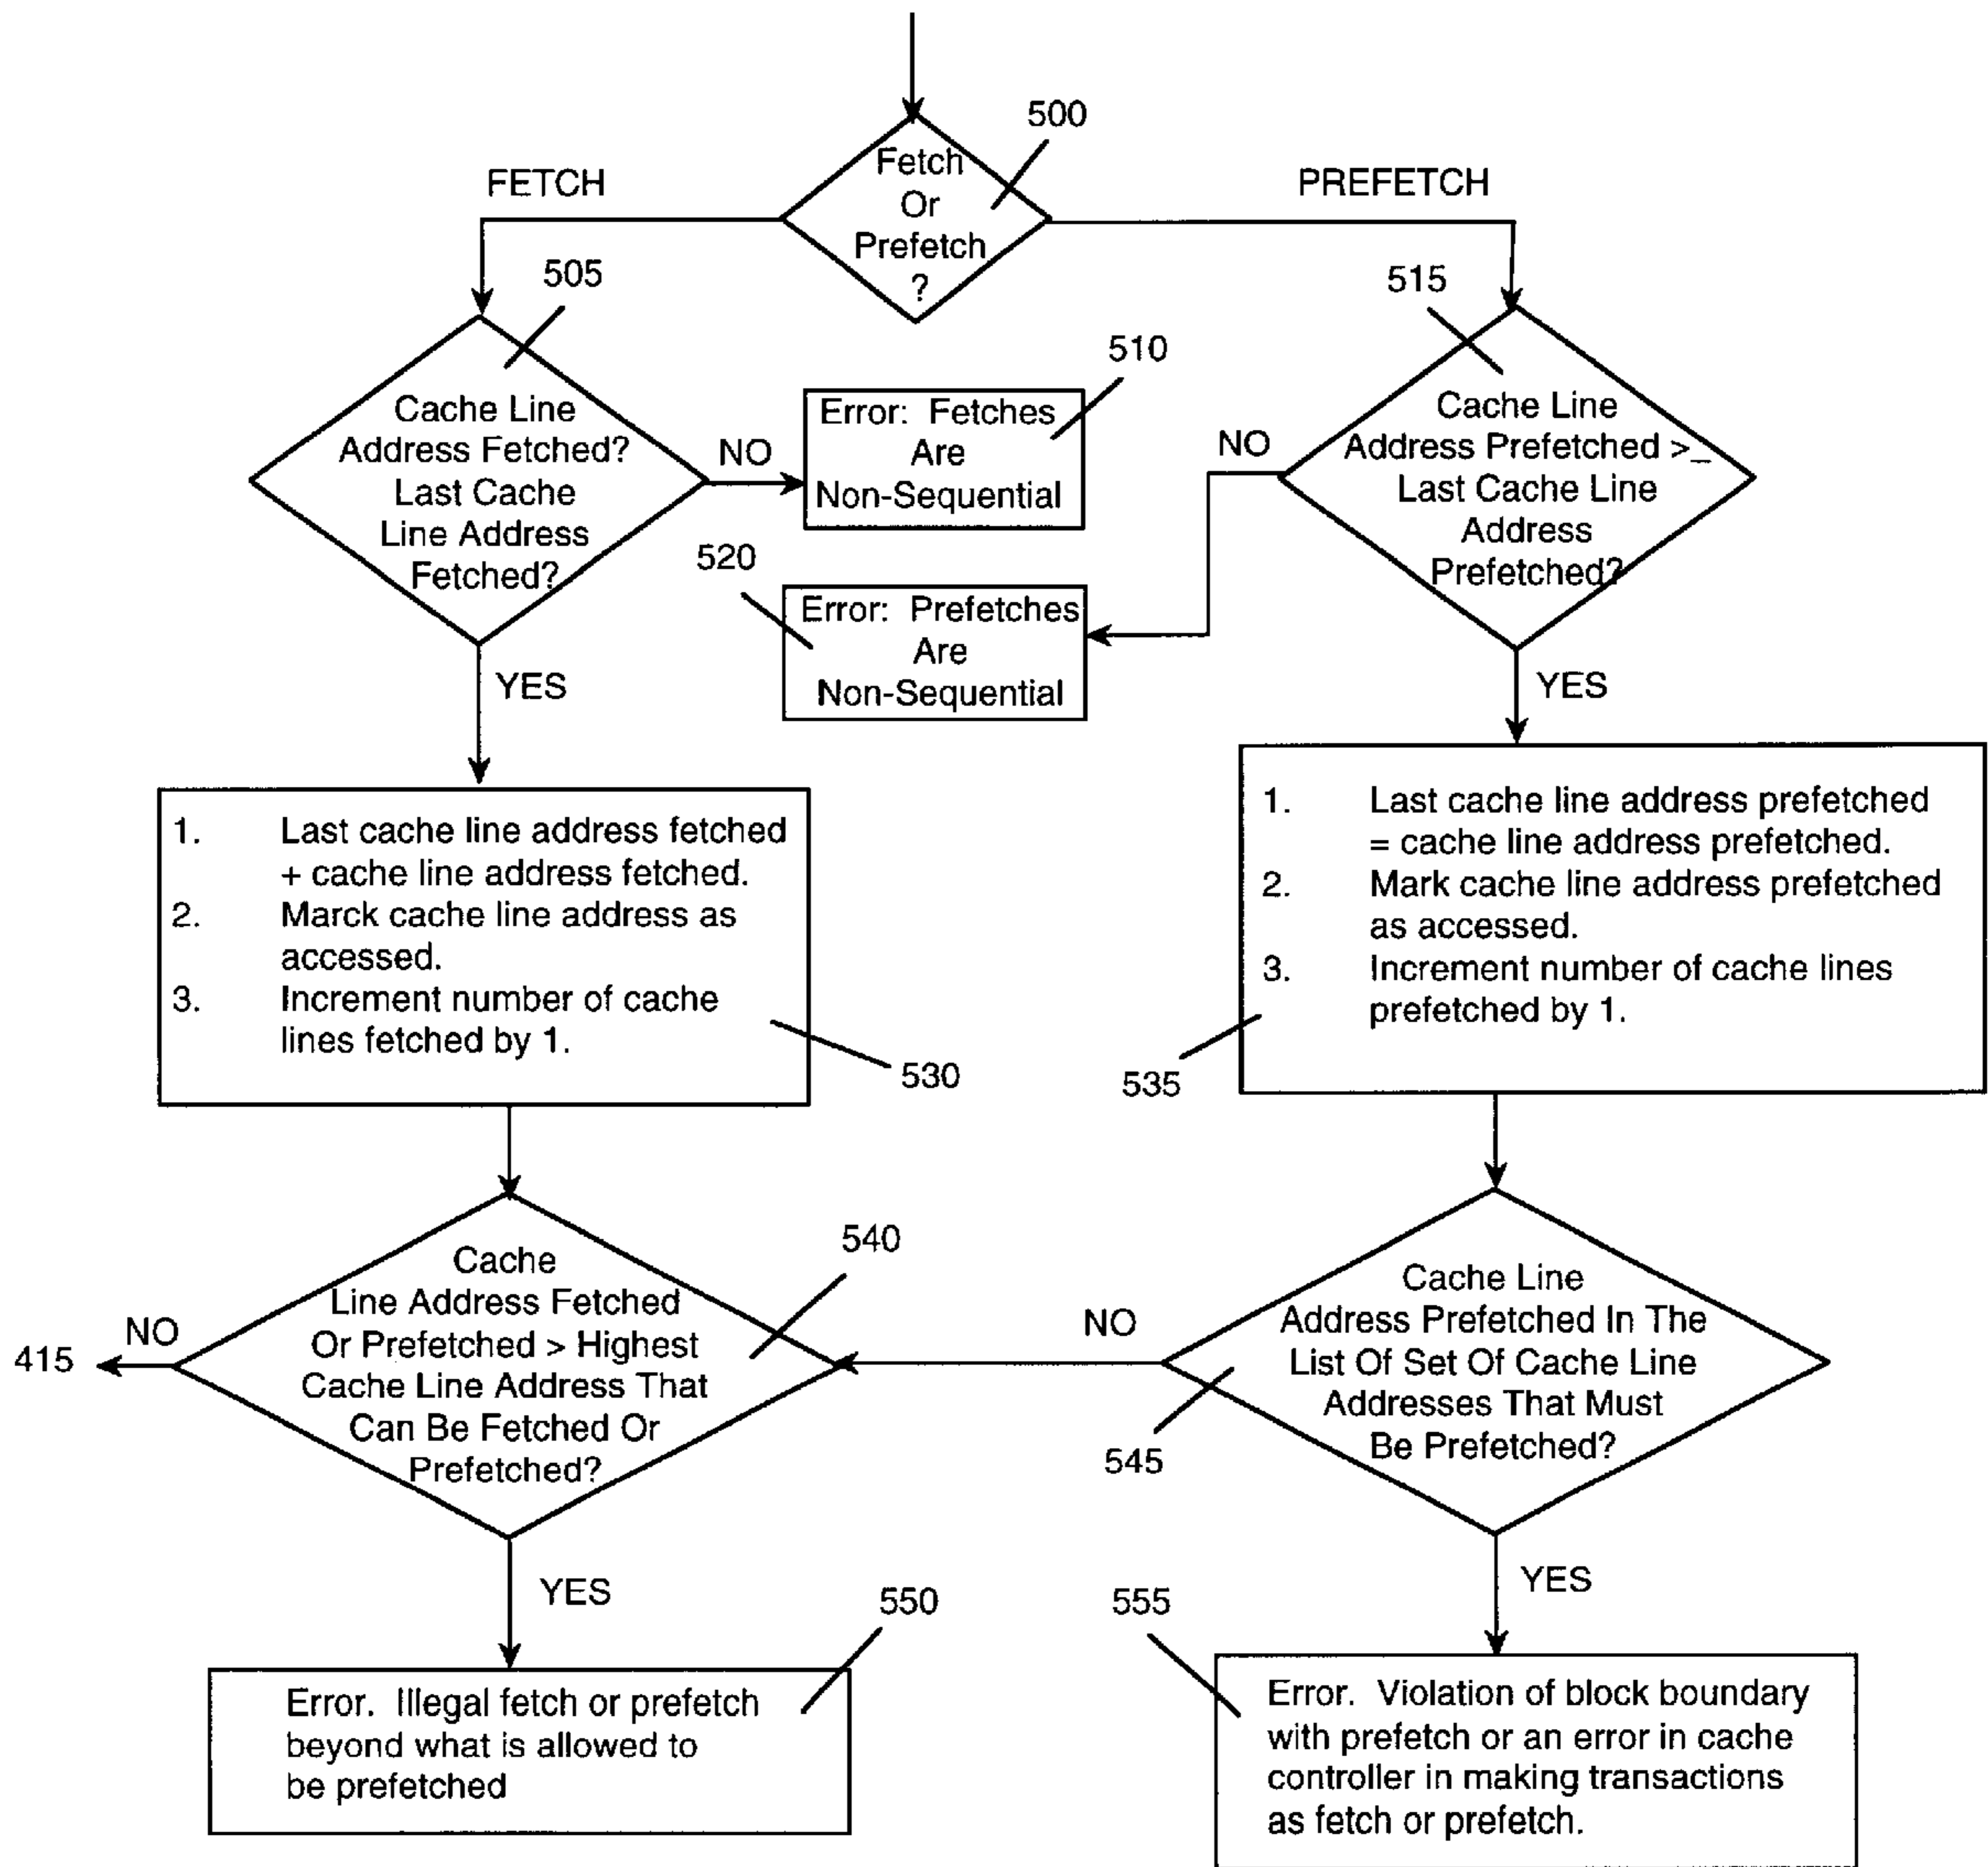 500
Fetch
Or
Prefetch
?
FETCH
PREFETCH
505
Cache Line
Address Fetched?
Last Cache
Line Address
Fetched?
NO
510
Error: Fetches
Are
Non-Sequential
515
Cache Line
Address Prefetched >_
Last Cache Line
Address
Prefetched?
NO
520
Error: Prefetches
Are
Non-Sequential
YES
YES
1. Last cache line address fetched
+ cache line address fetched.
2. Marck cache line address as
accessed.
3. Increment number of cache
lines fetched by 1.
530
1. Last cache line address prefetched
= cache line address prefetched.
2. Mark cache line address prefetched
as accessed.
3. Increment number of cache lines
prefetched by 1.
535
540
Cache
Line Address Fetched
Or Prefetched > Highest
Cache Line Address That
Can Be Fetched Or
Prefetched?
NO
415
NO
Cache Line
Address Prefetched In The
List Of Set Of Cache Line
Addresses That Must
Be Prefetched?
545
YES
550
Error. Illegal fetch or prefetch
beyond what is allowed to
be prefetched
YES
555
Error. Violation of block boundary
with prefetch or an error in cache
controller in making transactions
as fetch or prefetch.